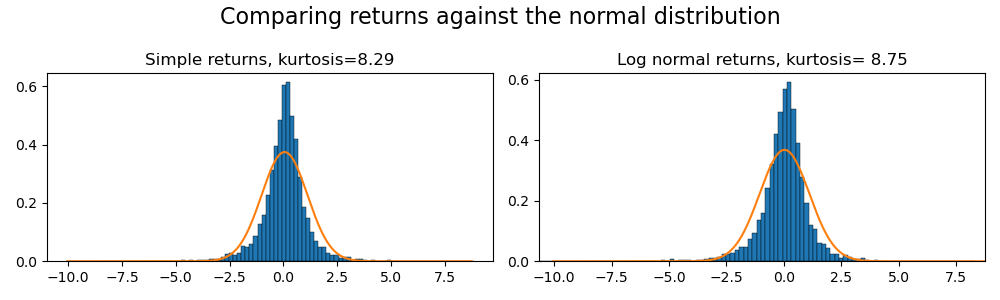 Comparing returns against the normal distribution
Simple returns, kurtosis=8.29
0.6
0.4
0.2
0.0
−10.0 −7.5 −5.0 −2.5 0.0 2.5 5.0 7.5
Log normal returns, kurtosis= 8.75
0.6
0.4
0.2
0.0
−10.0 −7.5 −5.0 −2.5 0.0 2.5 5.0 7.5